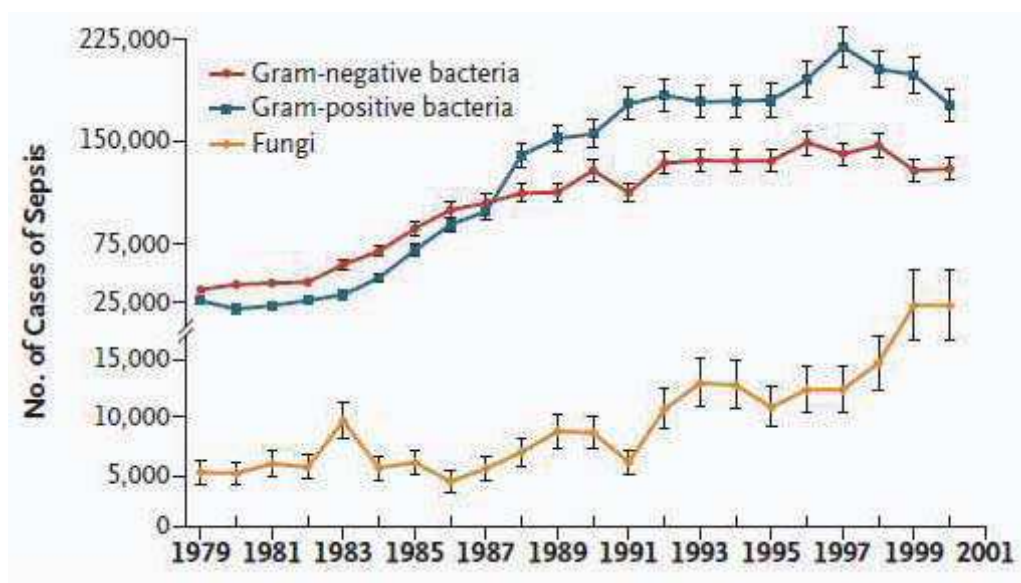 225,000
Gram-negative bacteria
Gram-positive bacteria
150,000
Fungi
75,000
25,000
15,000
10,000
5,000
0
No. of Cases of Sepsis
1979 1981 1983 1985 1987 1989 1991 1993 1995 1997 1999 2001